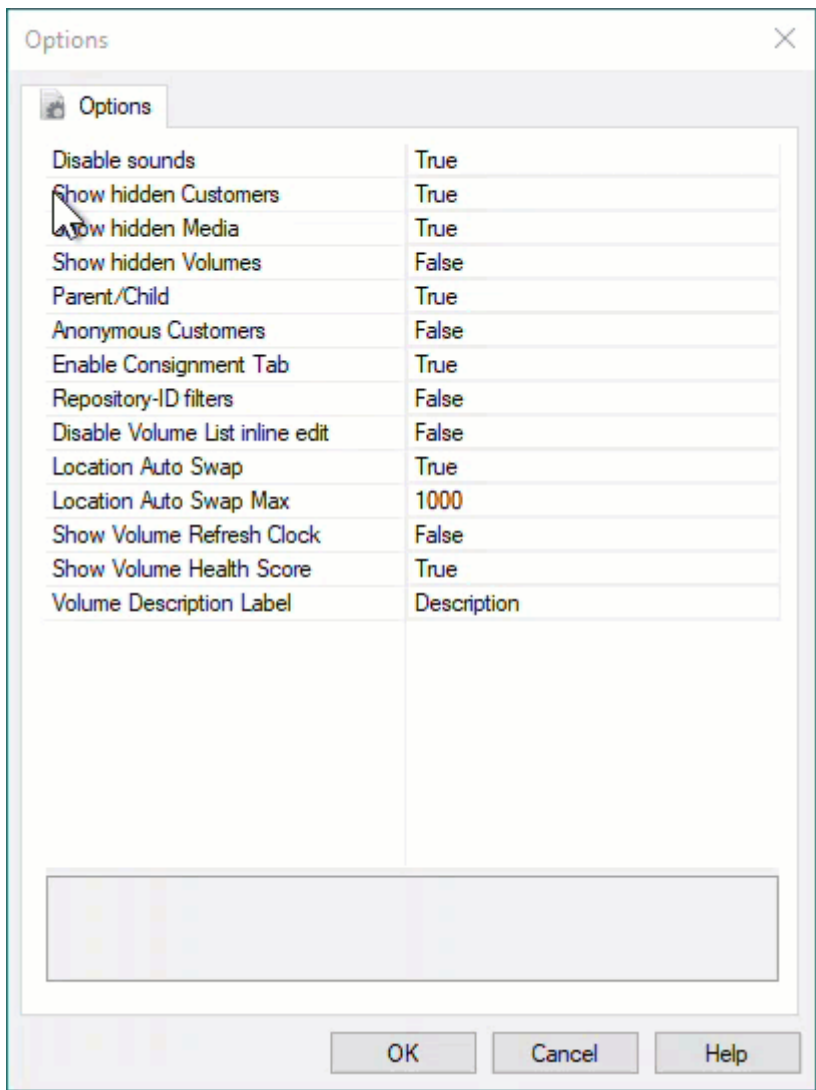 Options
Options
Disable sounds True
Show hidden Customers True
Show hidden Media True
Show hidden Volumes False
Parent/Child True
Anonymous Customers False
Enable Consignment Tab True
Repository-ID filters False
Disable Volume List inline edit False
Location Auto Swap True
Location Auto Swap Max 1000
Show Volume Refresh Clock False
Show Volume Health Score True
Volume Description Label Description
OK Cancel Help